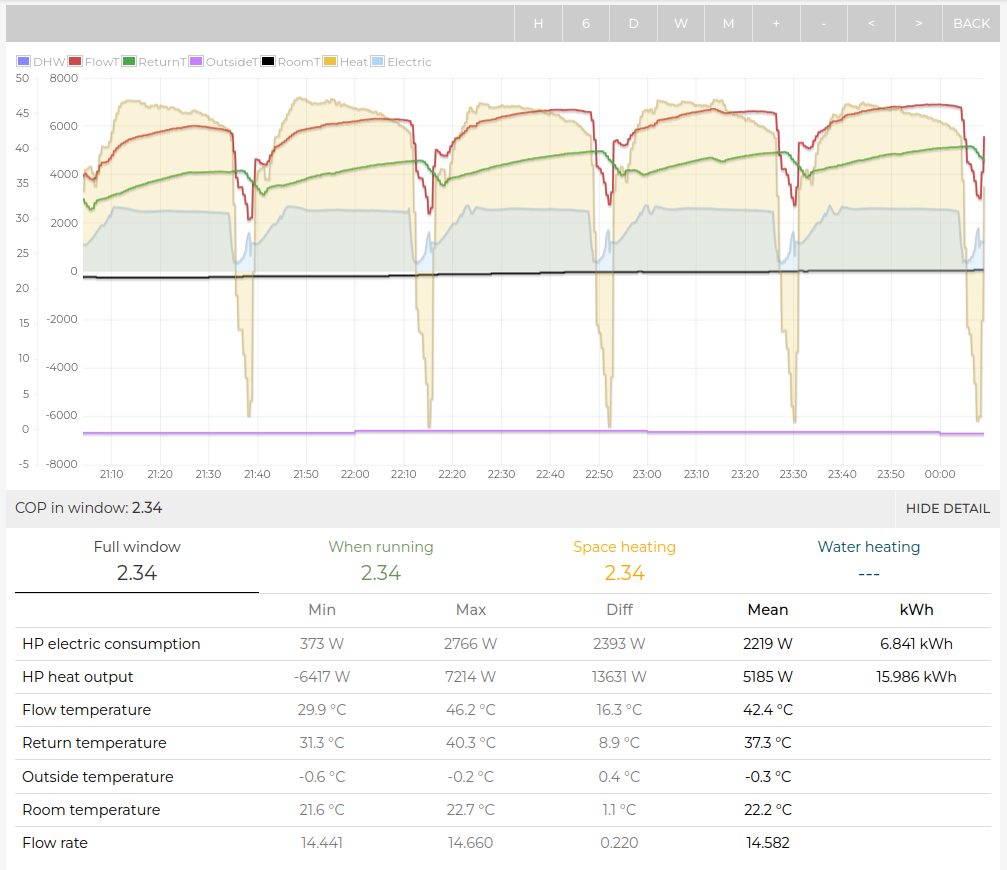 H 6 D W M + - < > BACK
DHW FlowT ReturnT OutsideT RoomT Heat Electric
50 8000
45
6000
40
4000
35
30
2000
25
0
20
-2000
15
10
-4000
5
-6000
0
-5 -8000
21:10 21:20 21:30 21:40 21:50 22:00 22:10 22:20 22:30 22:40 22:50 23:00 23:10 23:20 23:30 23:40 23:50 00:00
COP in window: 2.34 HIDE DETAIL
Full window When running Space heating Water heating
2.34 2.34 2.34 ---
Min Max Diff Mean kWh
HP electric consumption 373 W 2766 W 2393 W 2219 W 6.841 kWh
HP heat output -6417 W 7214 W 13631 W 5185 W 15.986 kWh
Flow temperature 29.9 °C 46.2 °C 16.3 °C 42.4 °C
Return temperature 31.3 °C 40.3 °C 8.9 °C 37.3 °C
Outside temperature -0.6 °C -0.2 °C 0.4 °C -0.3 °C
Room temperature 21.6 °C 22.7 °C 1.1 °C 22.2 °C
Flow rate 14.441 14.660 0.220 14.582